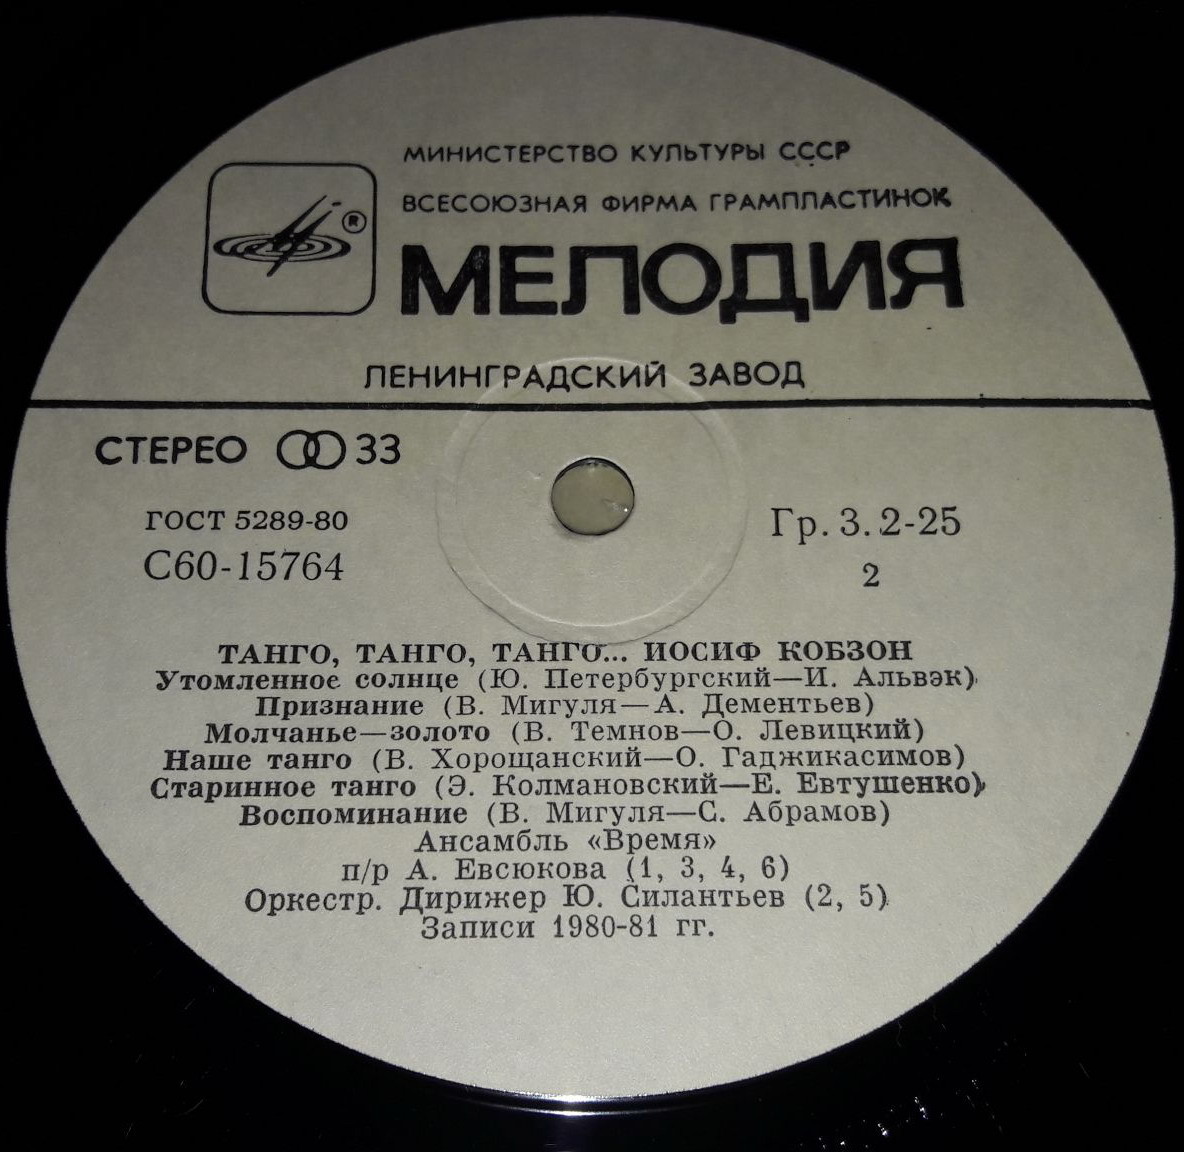 МИНИСТЕРСТВО КУЛЬТУРЫ СССР
ВСЕСОЮЗНАЯ ФИРМА ГРАМПЛАСТИНОК
®
МЕЛОДИЯ
ЛЕНИНГРАДСКИЙ ЗАВОД
СТЕРЕО 33
ГОСТ 5289-80
Гр. 3. 2-25
С60-15764
2
ТАНГО, ТАНГО, ТАНГО... ИОСИФ КОБЗОН
Утомленное солнце (Ю. Петербургский—И. Альвэк)
Признание (В. Мигуля—А. Дементьев)
Молчанье—золото (В. Темнов—О. Левицкий)
Наше танго (В. Хорощанский—О. Гаджикасимов)
Старинное танго (Э. Колмановский—Е. Евтушенко)
Воспоминание (В. Мигуля—С. Абрамов)
Ансамбль «Время»
п/р А. Евсюкова (1, 3, 4, 6)
Оркестр. Дирижер Ю. Силантьев (2, 5)
Записи 1980-81 гг.